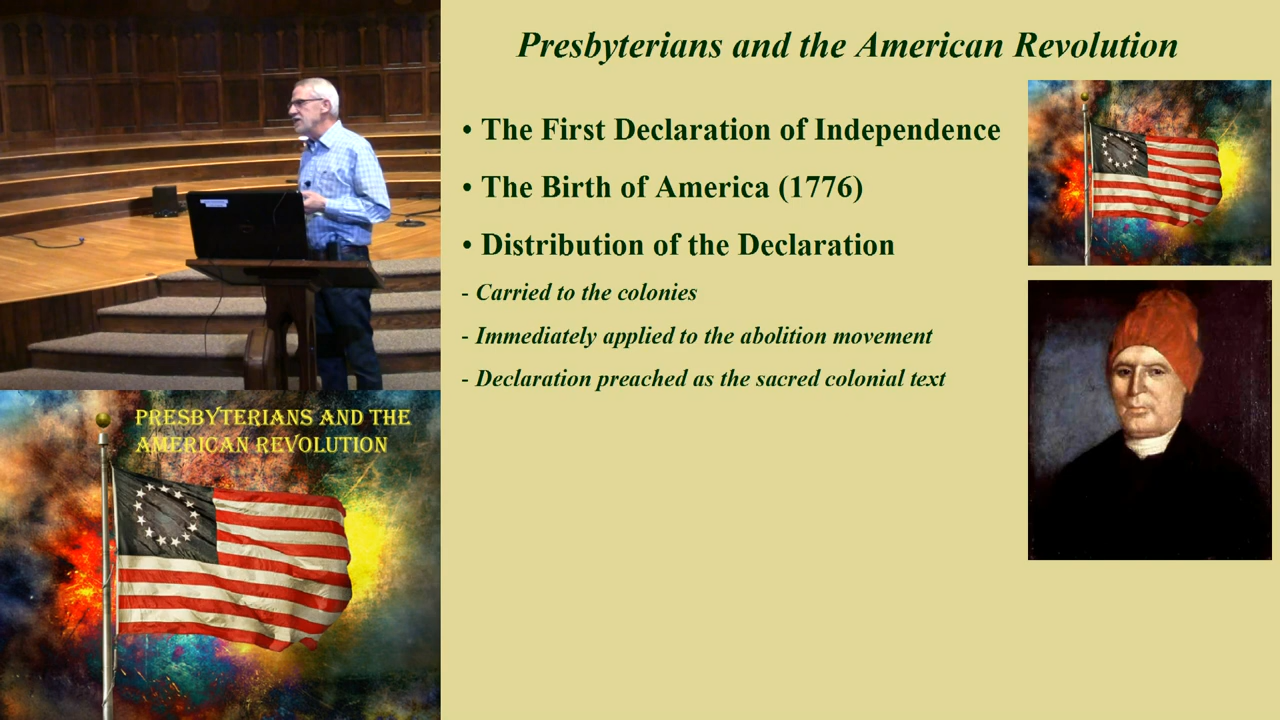 Presbyterians and the American Revolution
• The First Declaration of Independence
• The Birth of America (1776)
• Distribution of the Declaration
- Carried to the colonies
- Immediately applied to the abolition movement
- Declaration preached as the sacred colonial text
PRESBYTERIANS AND THE
AMERICAN REVOLUTION